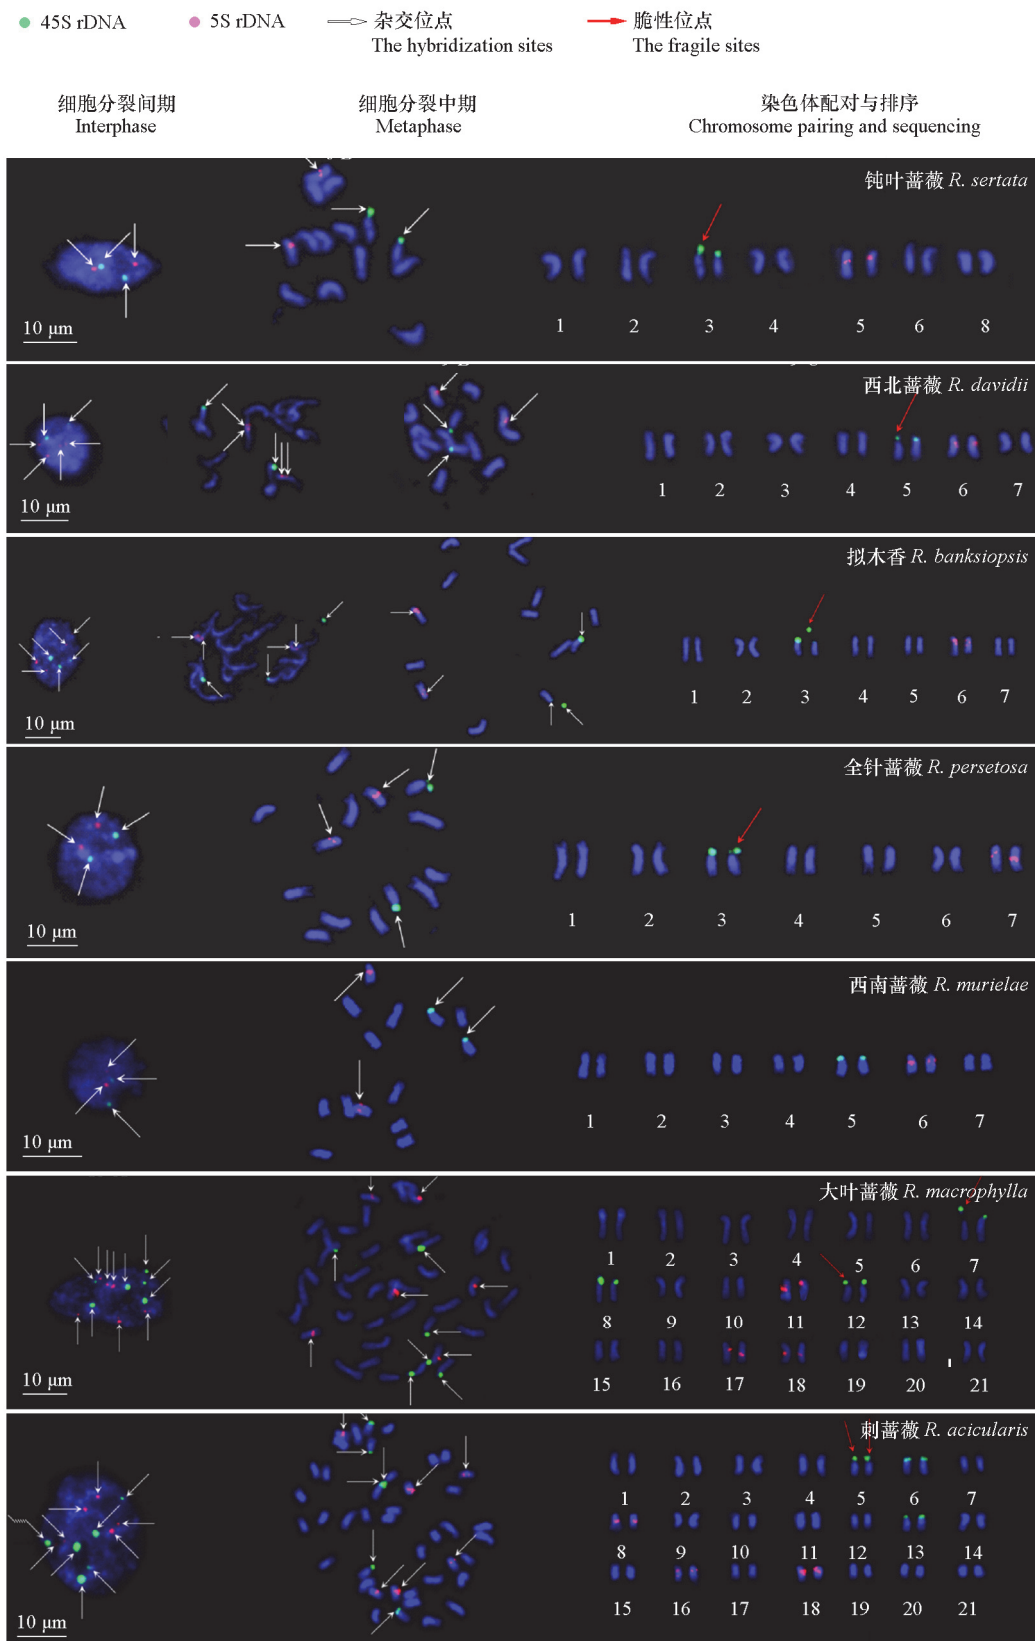 45S rDNA 5S rDNA 杂交位点 脆性位点
The hybridization sites The fragile sites
细胞分裂间期 细胞分裂中期 染色体配对与排序
Interphase Metaphase Chromosome pairing and sequencing
钝叶蔷薇 R. sertata
1 2 3 4 5 6 8
10 μm
西北蔷薇 R. davidii
1 2 3 4 5 6 7
10 μm
拟木香 R. banksiopsis
1 2 3 4 5 6 7
10 μm
全针蔷薇 R. persetosa
1 2 3 4 5 6 7
10 μm
西南蔷薇 R. murielae
1 2 3 4 5 6 7
10 μm
大叶蔷薇 R. macrophylla
1 2 3 4 5 6 7
8 9 10 11 12 13 14
15 16 17 18 19 20 21
10 μm
刺蔷薇 R. acicularis
1 2 3 4 5 6 7
8 9 10 11 12 13 14
15 16 17 18 19 20 21
10 μm